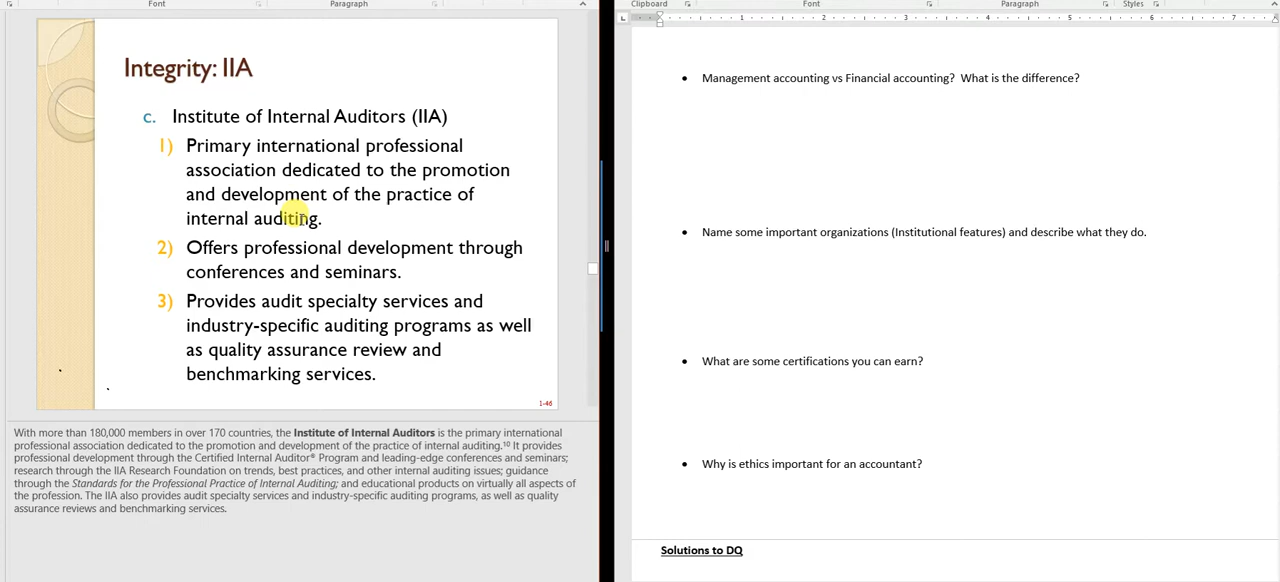 Font
Paragraph
Integrity: IIA
c. Institute of Internal Auditors (IIA)
1) Primary international professional
association dedicated to the promotion
and development of the practice of
internal auditing.
2) Offers professional development through
conferences and seminars.
3) Provides audit specialty services and
industry-specific auditing programs as well
as quality assurance review and
benchmarking services.
1-46
With more than 180,000 members in over 170 countries, the Institute of Internal Auditors is the primary international
professional association dedicated to the promotion and development of the practice of internal auditing.¹⁰ It provides
professional development through the Certified Internal Auditor® Program and leading-edge conferences and seminars;
research through the IIA Research Foundation on trends, best practices, and other internal auditing issues; guidance
through the Standards for the Professional Practice of Internal Auditing; and educational products on virtually all aspects of
the profession. The IIA also provides audit specialty services and industry-specific auditing programs, as well as quality
assurance reviews and benchmarking services.
Clipboard
Font
Paragraph
Styles
1 2 3 4 5 6 7
• Management accounting vs Financial accounting? What is the difference?
• Name some important organizations (Institutional features) and describe what they do.
• What are some certifications you can earn?
• Why is ethics important for an accountant?
Solutions to DQ